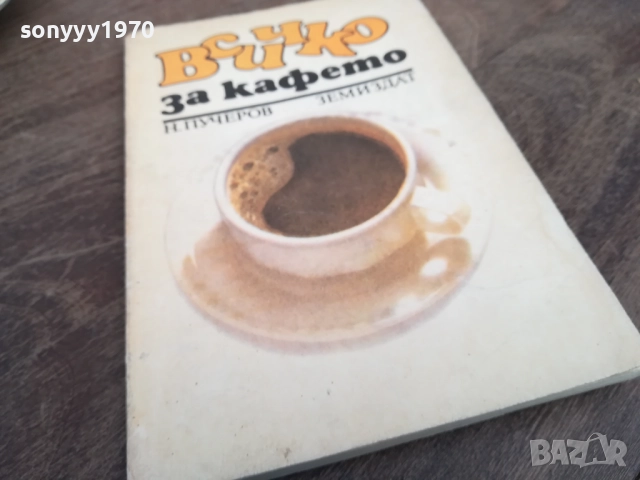 sonyyy1970
Всичко
за кафето
Н. ПУЧЕРОВ ЗЕМИЗДАТ
BAZAR